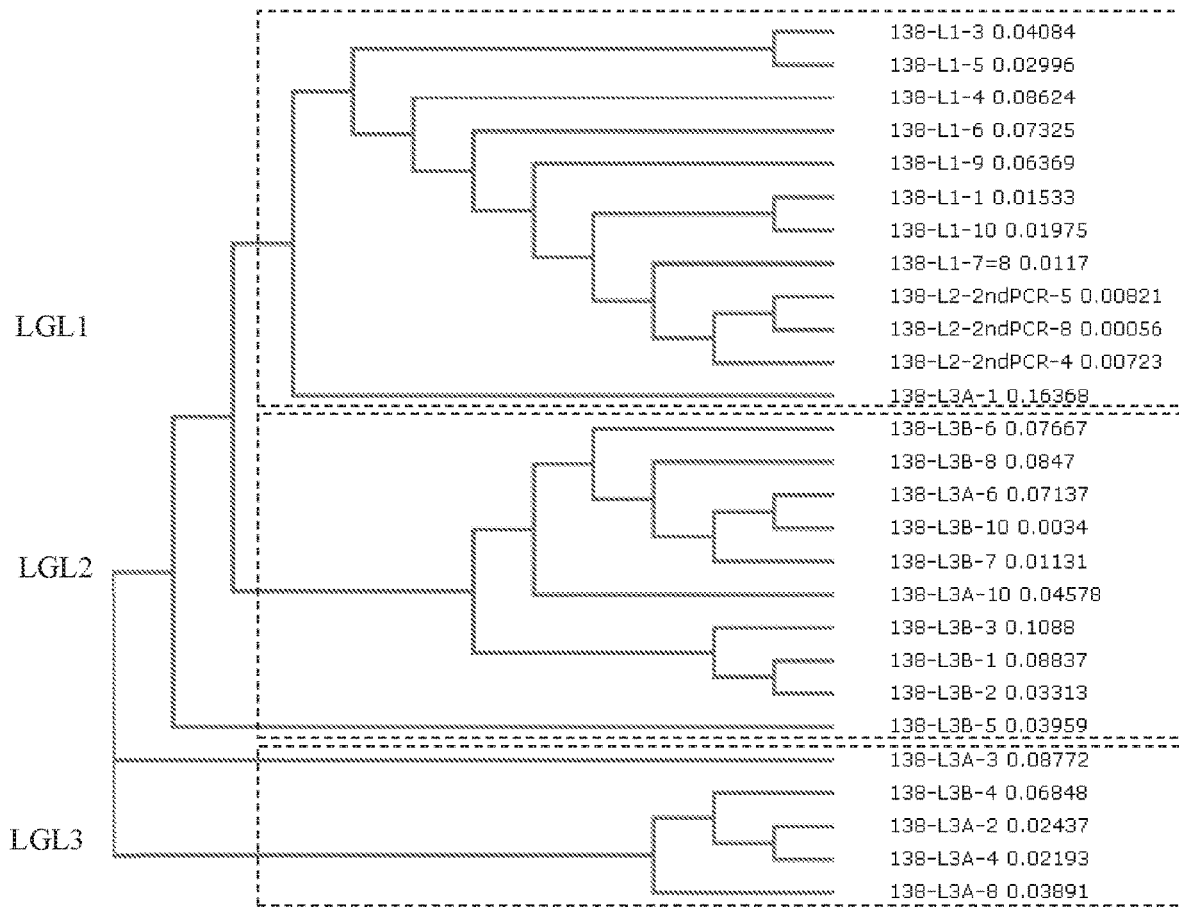 138-L1-3 0.04084
138-L1-5 0.02996
138-L1-4 0.08624
138-L1-6 0.07325
138-L1-9 0.06369
138-L1-1 0.01533
138-L1-10 0.01975
138-L1-7=8 0.0117
138-L2-2ndPCR-5 0.00821
LGL1
138-L2-2ndPCR-8 0.00056
138-L2-2ndPCR-4 0.00723
138-L3A-1 0.16368
138-L3B-6 0.07667
138-L3B-8 0.0847
138-L3A-6 0.07137
138-L3B-10 0.0034
138-L3B-7 0.01131
LGL2
138-L3A-10 0.04578
138-L3B-3 0.1088
138-L3B-1 0.08837
138-L3B-2 0.03313
138-L3B-5 0.03959
138-L3A-3 0.08772
138-L3B-4 0.06848
138-L3A-2 0.02437
LGL3
138-L3A-4 0.02193
138-L3A-8 0.03891